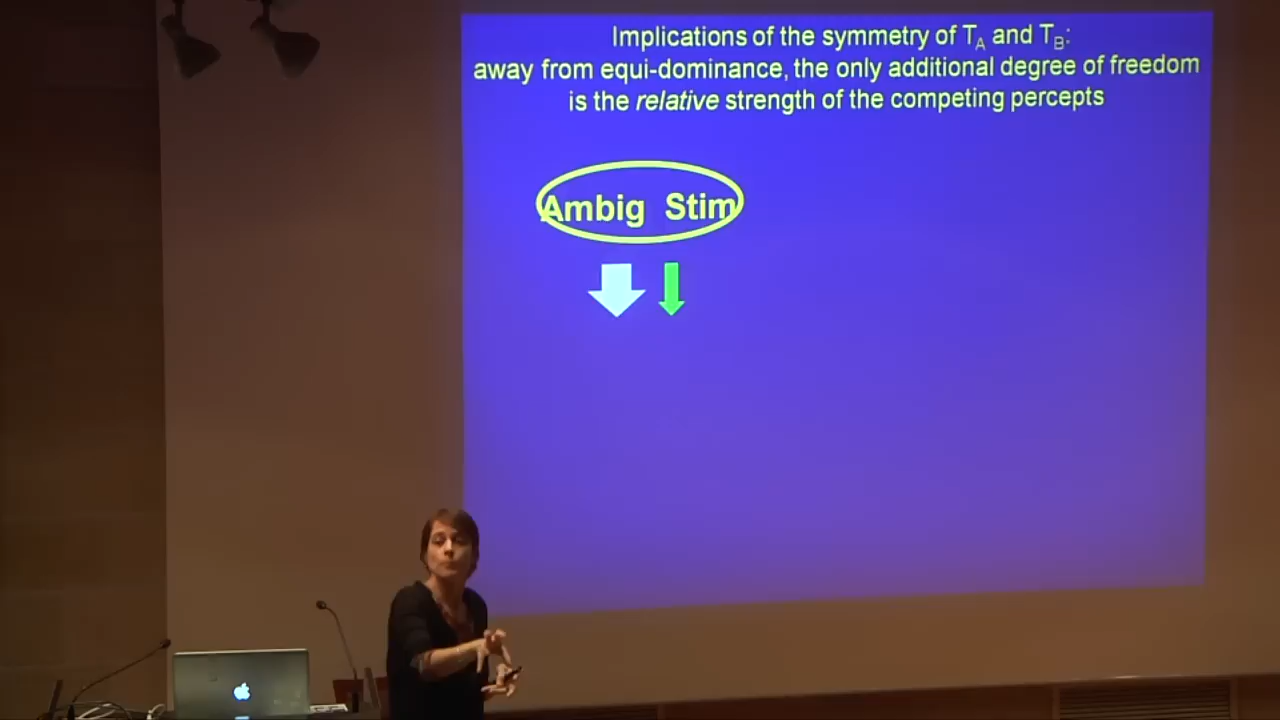 Implications of the symmetry of T_A and T_B:
away from equi-dominance, the only additional degree of freedom
is the relative strength of the competing percepts
Ambig Stim